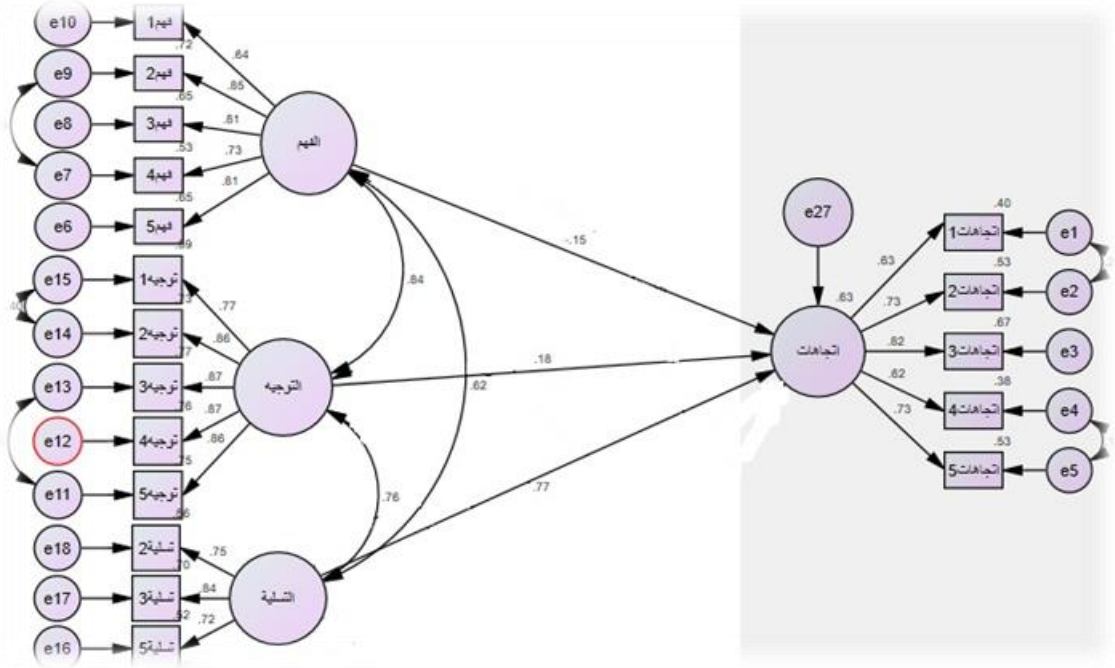 e10
فهم1
.72
.64
e9
فهم2
.65
.85
e8
فهم3
.53
.81
e7
فهم4
.65
.73
e6
فهم5
.81
الفهم
e15
توجيه1
.77
e14
توجيه2
.77
.86
e13
توجيه3
.76
.87
e12
توجيه4
.75
.87
e11
توجيه5
.86
التوجيه
e18
تسلية2
.70
.75
e17
تسلية3
.52
.84
e16
تسلية5
.72
التسلية
.84
.62
.76
-.15
.18
.77
e27
.63
اتجاهات
.63
.73
.82
.62
.73
.40
اتجاهات1
e1
.53
اتجاهات2
e2
.67
اتجاهات3
e3
.38
اتجاهات4
e4
.53
اتجاهات5
e5